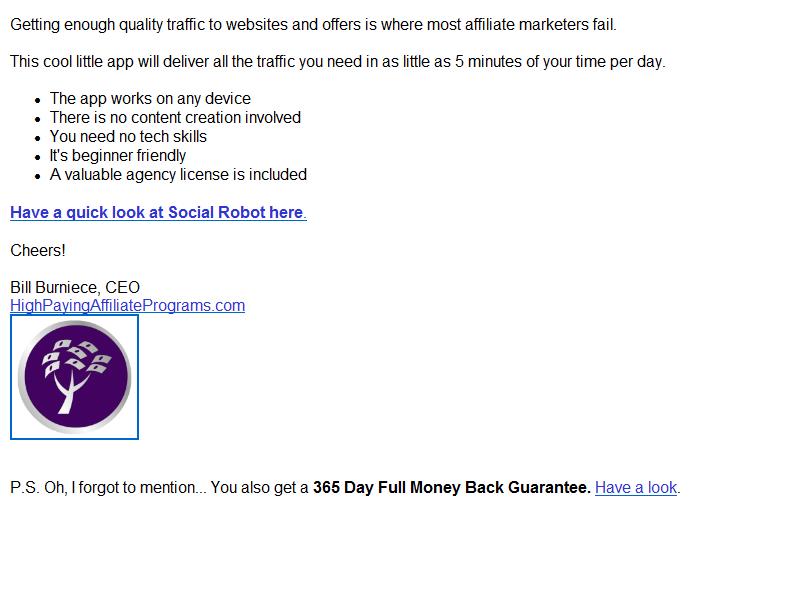 Getting enough quality traffic to websites and offers is where most affiliate marketers fail.
This cool little app will deliver all the traffic you need in as little as 5 minutes of your time per day.
The app works on any device
There is no content creation involved
You need no tech skills
It's beginner friendly
A valuable agency license is included
Have a quick look at Social Robot here.
Cheers!
Bill Burniece, CEO
HighPayingAffiliatePrograms.com
P.S. Oh, I forgot to mention... You also get a 365 Day Full Money Back Guarantee. Have a look.